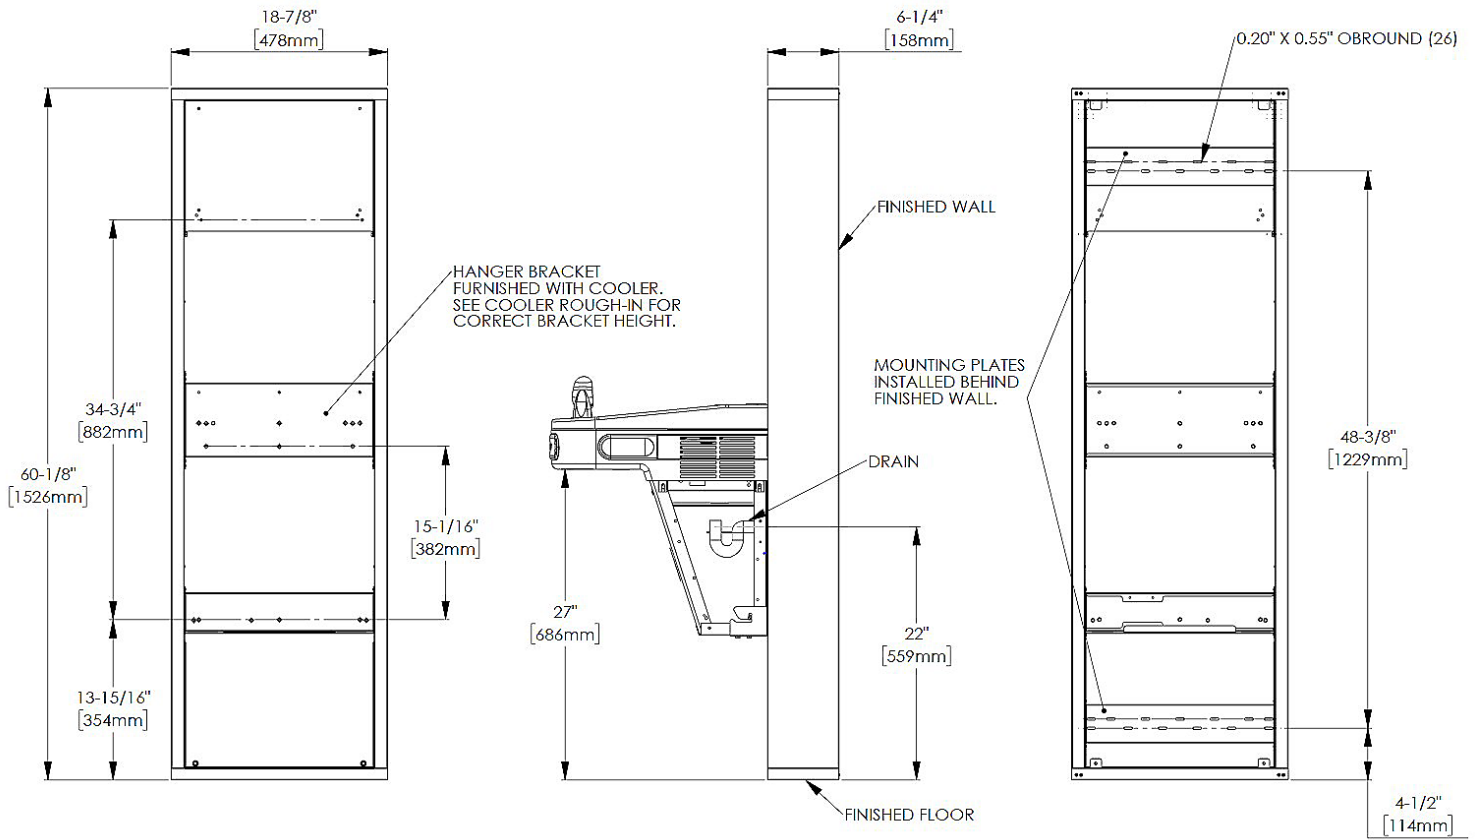 18-7/8"
[478mm]
6-1/4"
[158mm]
0.20" X 0.55" OBROUND (26)
FINISHED WALL
HANGER BRACKET
FURNISHED WITH COOLER.
SEE COOLER ROUGH-IN FOR
CORRECT BRACKET HEIGHT.
MOUNTING PLATES
INSTALLED BEHIND
FINISHED WALL.
34-3/4"
[882mm]
48-3/8"
[1229mm]
60-1/8"
[1526mm]
DRAIN
15-1/16"
[382mm]
27"
[686mm]
22"
[559mm]
13-15/16"
[354mm]
4-1/2"
[114mm]
FINISHED FLOOR